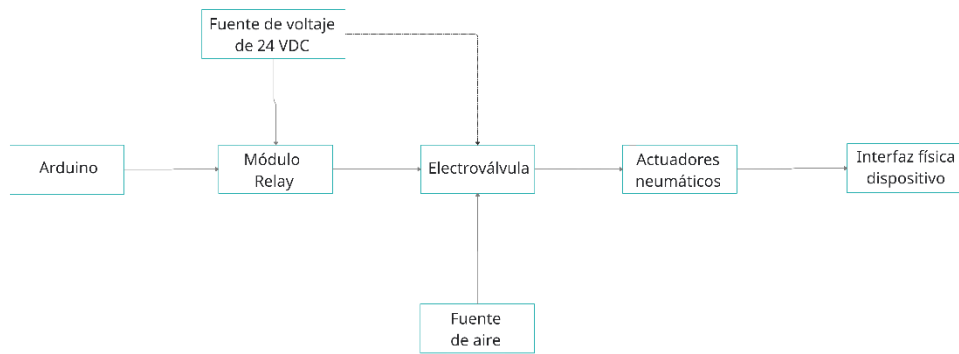 Fuente de voltaje
de 24 VDC
Arduino
Módulo
Relay
Electroválvula
Actuadores
neumáticos
Interfaz física
dispositivo
Fuente
de aire